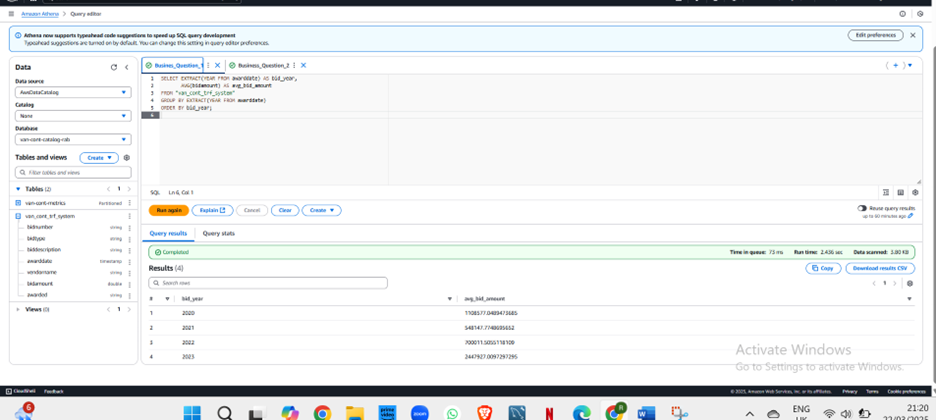 Amazon Athena > Query editor
Athena now supports typeahead code suggestions to speed up SQL query development
Typeahead suggestions are turned on by default. You can change this setting in query editor preferences.
Edit preferences
Data
Data source
AwsDataCatalog
Catalog
None
Database
van-cont-catalog-rab
Tables and views
Create
Filter tables and views
Tables (2)
1
van-cont-metrics Partitioned
van_cont_trf_system
bidnumber string
bidtype string
biddescription string
awarddate timestamp
vendorname string
bidamount double
awarded string
Views (0)
1
Busines_Question_1
Business_Question_2
1 SELECT EXTRACT(YEAR FROM awarddate) AS bid_year,
2 AVG(bidamount) AS avg_bid_amount
3 FROM "van_cont_trf_system"
4 GROUP BY EXTRACT(YEAR FROM awarddate)
5 ORDER BY bid_year;
6
SQL Ln 6, Col 1
Run again
Explain
Cancel
Clear
Create
Reuse query results
up to 60 minutes ago
Query results
Query stats
Completed
Time in queue: 73 ms Run time: 2.436 sec Data scanned: 3.80 KB
Results (4)
Copy
Download results CSV
Search rows
1
# bid_year avg_bid_amount
1 2020 1108577.0489473685
2 2021 548147.7748695652
3 2022 700011.5055118109
4 2023 2447927.0097297295
Activate Windows
Go to Settings to activate Windows.
CloudShell Feedback
© 2025, Amazon Web Services, Inc. or its affiliates. Privacy Terms Cookie preferences
ENG
UK
21:20